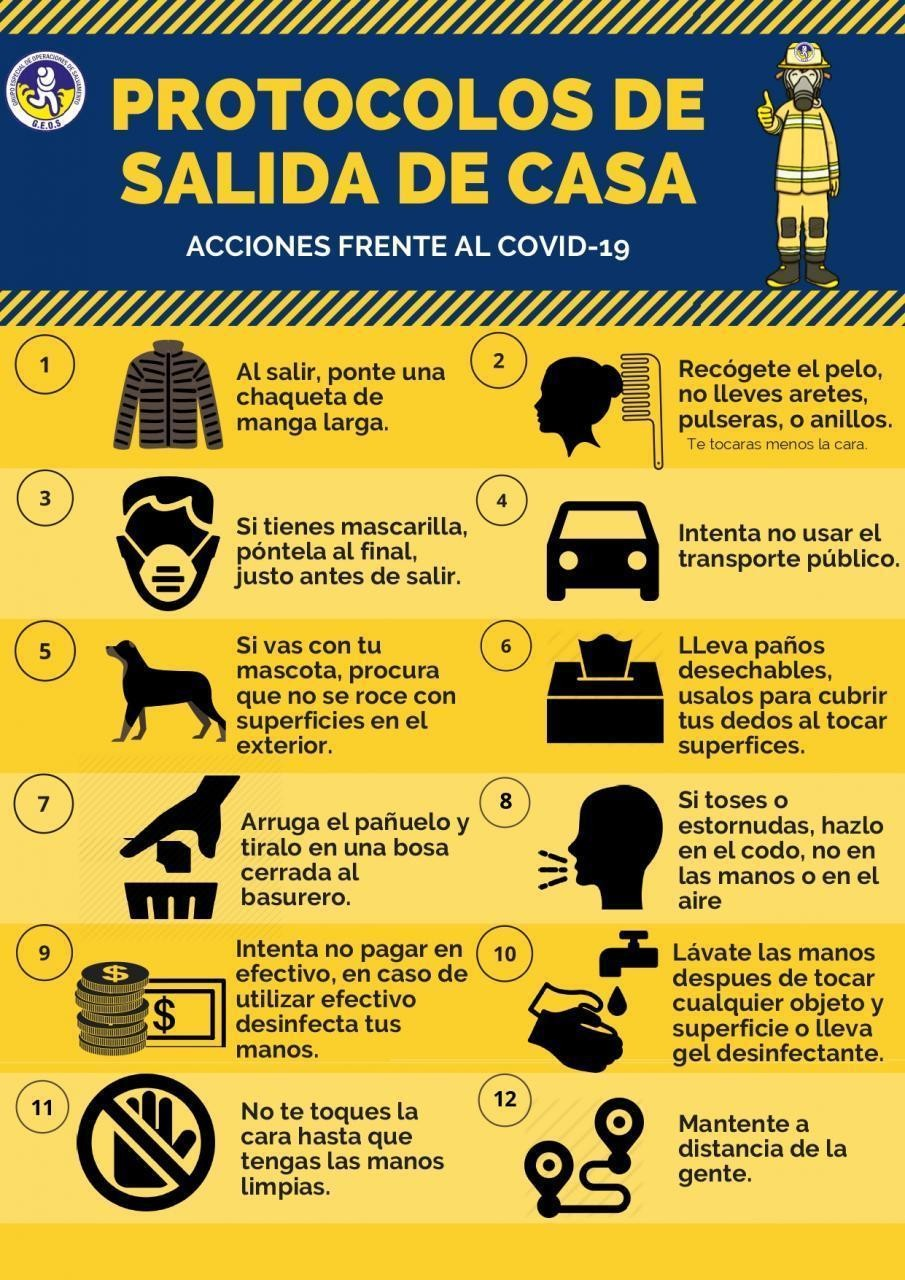 GRUPO ESPECIAL DE OPERACIONES DE SALVAMENTO
G.E.O.S
PROTOCOLOS DE
SALIDA DE CASA
ACCIONES FRENTE AL COVID-19
1
Al salir, ponte una
chaqueta de
manga larga.
2
Recógete el pelo,
no lleves aretes,
pulseras, o anillos.
Te tocaras menos la cara.
3
Si tienes mascarilla,
póntela al final,
justo antes de salir.
4
Intenta no usar el
transporte público.
5
Si vas con tu
mascota, procura
que no se roce con
superficies en el
exterior.
6
LLeva paños
desechables,
usalos para cubrir
tus dedos al tocar
superfices.
7
Arruga el pañuelo y
tiralo en una bosa
cerrada al
basurero.
8
Si toses o
estornudas, hazlo
en el codo, no en
las manos o en el
aire
9
$
$
Intenta no pagar en
efectivo, en caso de
utilizar efectivo
desinfecta tus
manos.
10
Lávate las manos
despues de tocar
cualquier objeto y
superficie o lleva
gel desinfectante.
11
No te toques la
cara hasta que
tengas las manos
limpias.
12
Mantente a
distancia de la
gente.